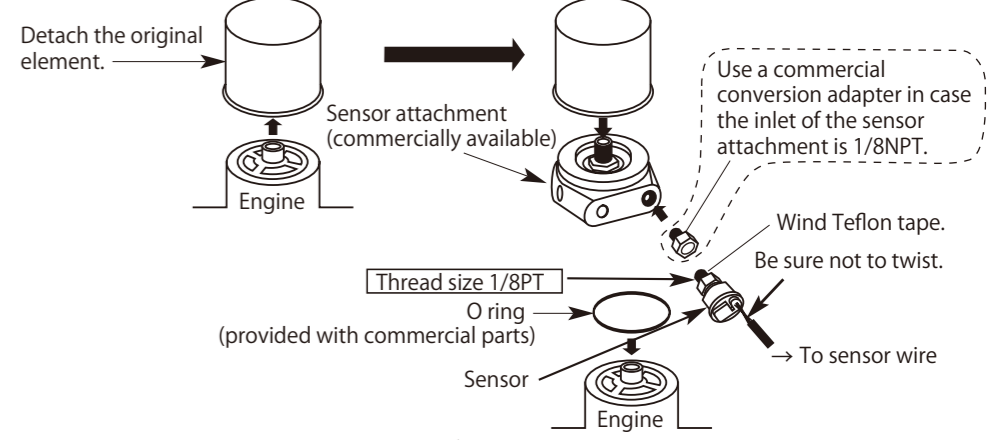 Detach the original
element.
Engine
Sensor attachment
(commercially available)
Use a commercial
conversion adapter in case
the inlet of the sensor
attachment is 1/8NPT.
Wind Teflon tape.
Be sure not to twist.
Thread size 1/8PT
O ring
(provided with commercial parts)
Sensor
→ To sensor wire
Engine